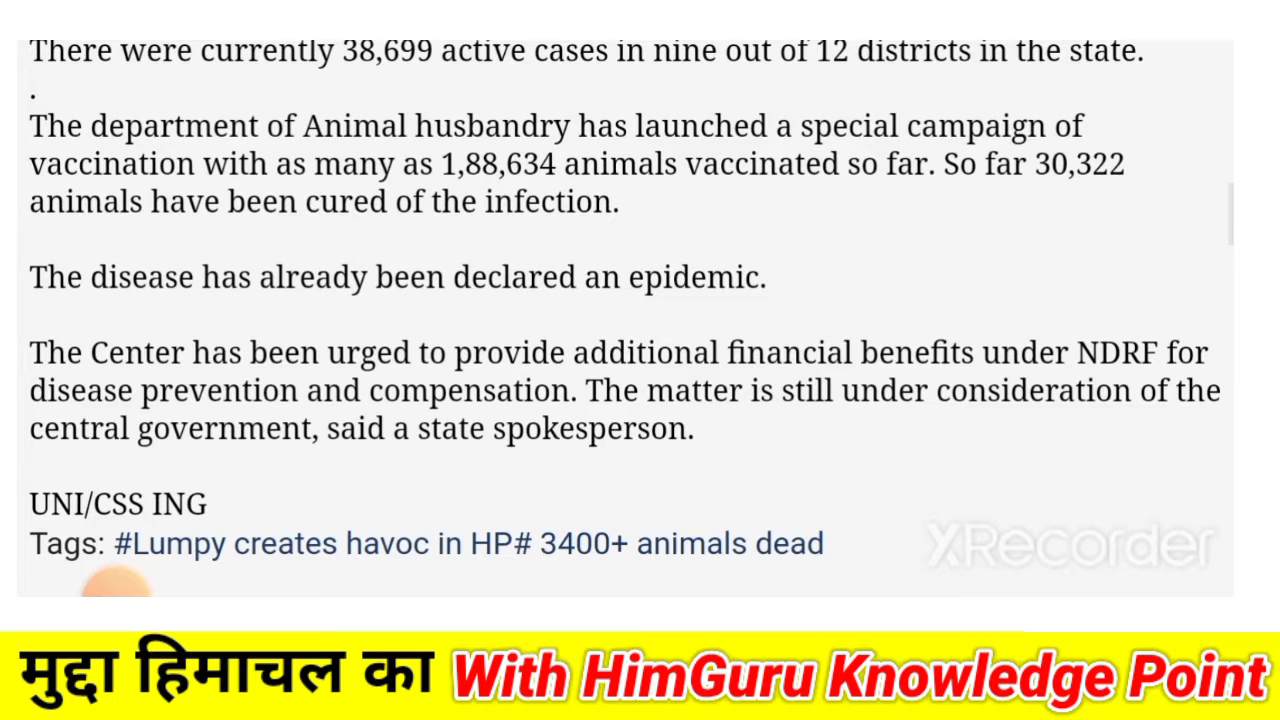 There were currently 38,699 active cases in nine out of 12 districts in the state.
.
The department of Animal husbandry has launched a special campaign of
vaccination with as many as 1,88,634 animals vaccinated so far. So far 30,322
animals have been cured of the infection.
The disease has already been declared an epidemic.
The Center has been urged to provide additional financial benefits under NDRF for
disease prevention and compensation. The matter is still under consideration of the
central government, said a state spokesperson.
UNI/CSS ING
Tags: #Lumpy creates havoc in HP# 3400+ animals dead
XRecorder
मुद्दा हिमाचल का With HimGuru Knowledge Point